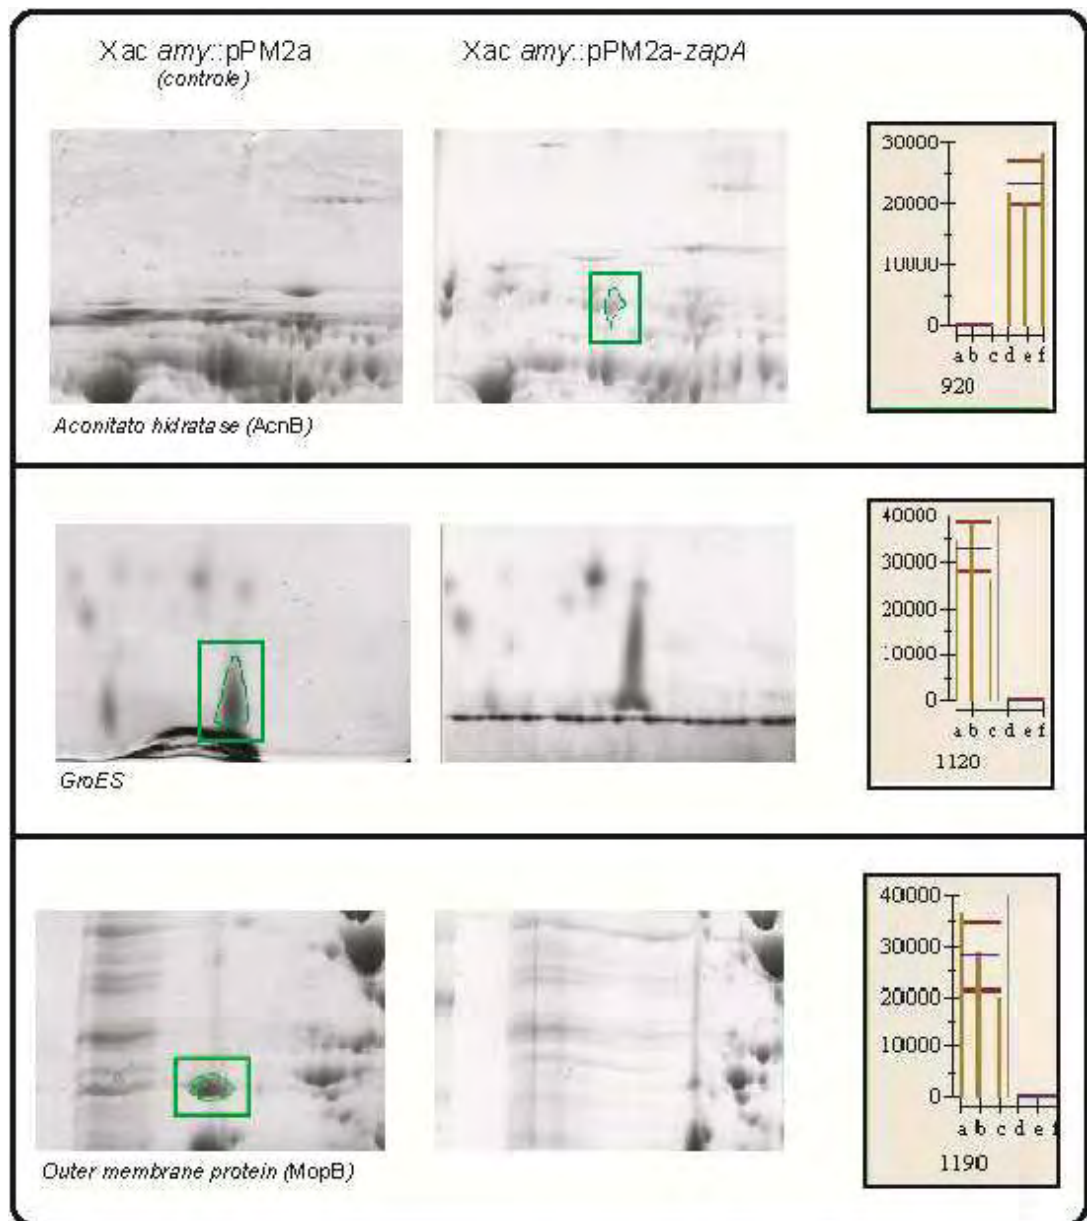 Xac amy::pPM2a
(controle)
Xac amy::pPM2a-zapA
30000
20000
10000
0
a b c d e f
920
Aconitato hidratase (AcnB)
40000
30000
20000
10000
0
a b c d e f
1120
GroES
40000
30000
20000
10000
0
a b c d e f
1190
Outer membrane protein (MopB)